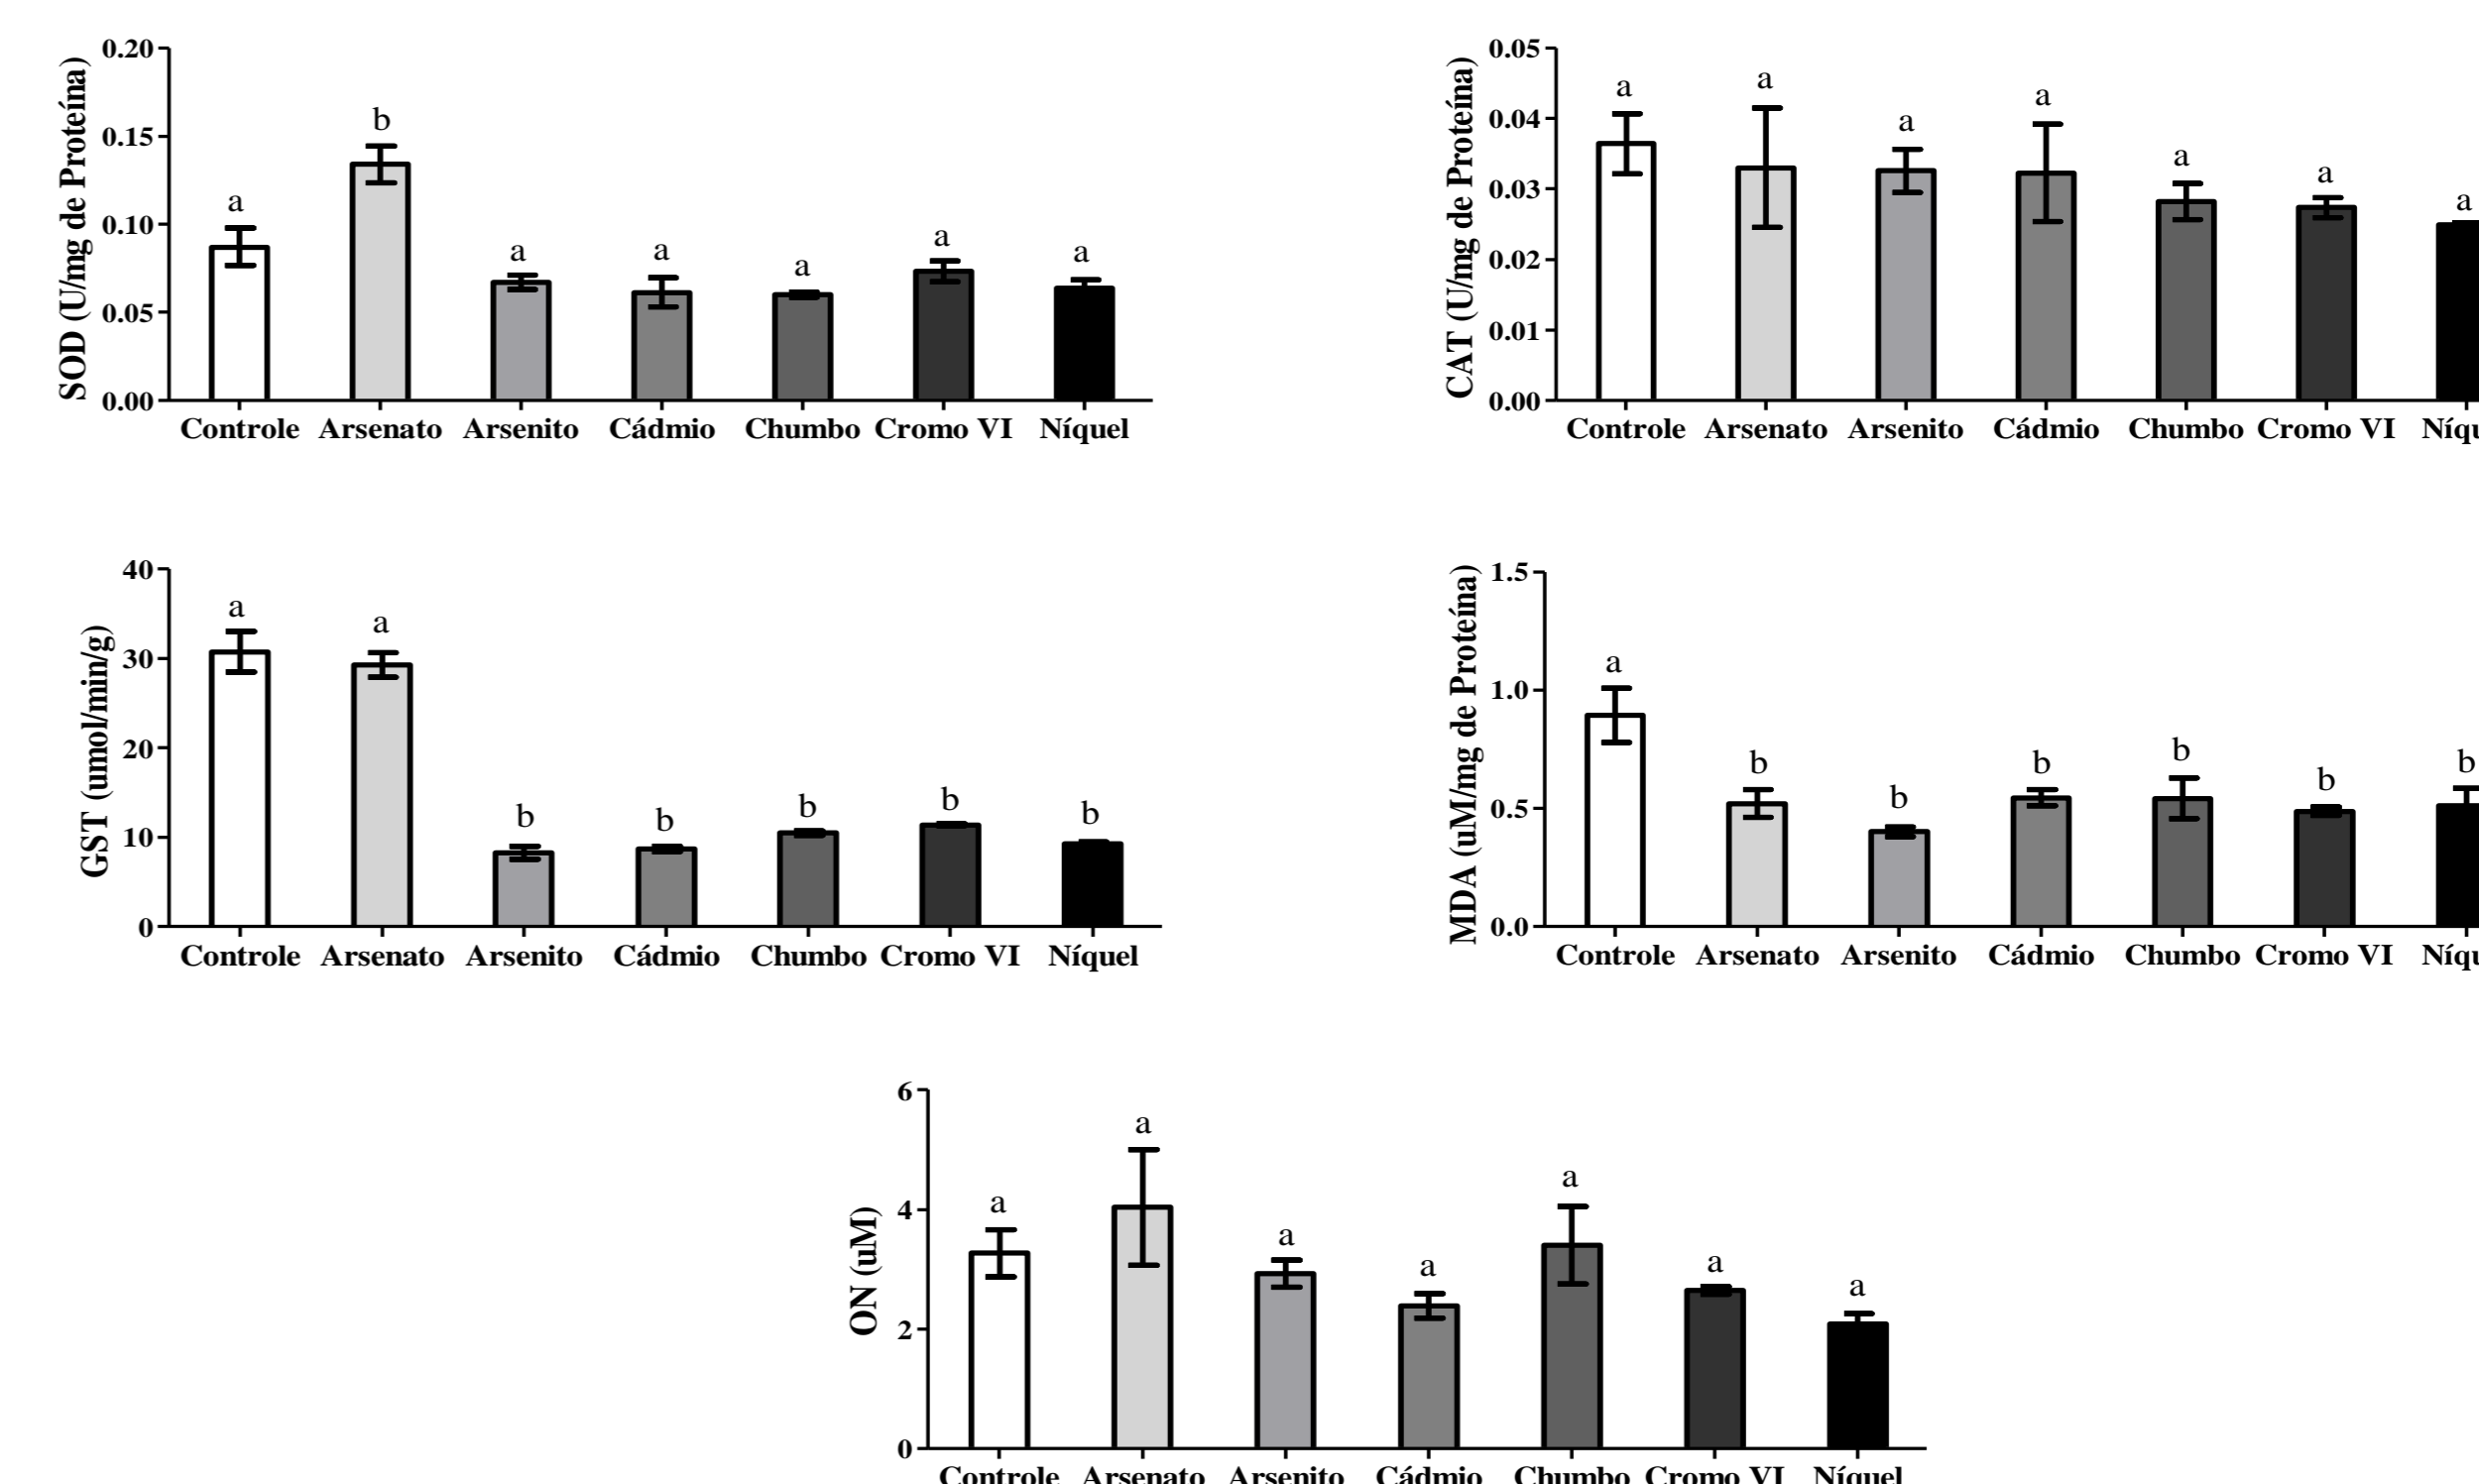 SOD (U/mg de Proteína)
0.20
0.15
0.10
0.05
0.00
a b a a a a a
Controle Arsenato Arsenito Cádmio Chumbo Cromo VI Níquel
CAT (U/mg de Proteína)
0.05
0.04
0.03
0.02
0.01
0.00
a a a a a a a
Controle Arsenato Arsenito Cádmio Chumbo Cromo VI Níqu
GST (umol/min/g)
40
30
20
10
0
a a b b b b b
Controle Arsenato Arsenito Cádmio Chumbo Cromo VI Níquel
MDA (uM/mg de Proteína)
1.5
1.0
0.5
0.0
a b b b b b b
Controle Arsenato Arsenito Cádmio Chumbo Cromo VI Níqu
ON (uM)
6
4
2
0
a a a a a a a
Controle Arsenato Arsenito Cádmio Chumbo Cromo VI Níquel